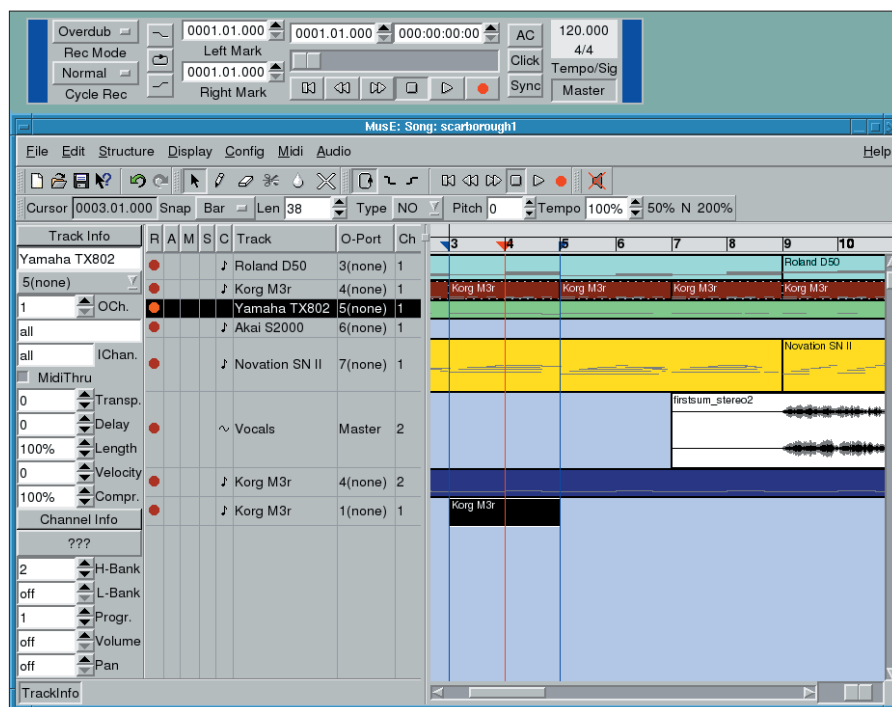 Overdub
Rec Mode
Normal
Cycle Rec
0001.01.000
Left Mark
0001.01.000
Right Mark
0001.01.000 000:00:00:00
AC
Click
Sync
120.000
4/4
Tempo/Sig
Master
MusE: Song: scarborough1
File Edit Structure Display Config Midi Audio Help
Cursor 0003.01.000 Snap Bar Len 38 Type NO Pitch 0 Tempo 100% 50% N 200%
Track Info
Yamaha TX802
5(none)
1 OCh.
all
all IChan.
MidiThru
0 Transp.
0 Delay
100% Length
0 Velocity
100% Compr.
Channel Info
???
2 H-Bank
off L-Bank
1 Progr.
off Volume
off Pan
TrackInfo
R A M S C Track O-Port Ch
Roland D50 3(none) 1
Korg M3r 4(none) 1
Yamaha TX802 5(none) 1
Akai S2000 6(none) 1
Novation SN II 7(none) 1
Vocals Master 2
Korg M3r 4(none) 2
Korg M3r 1(none) 1
3 4 5 6 7 8 9 10
Roland D50
Korg M3r Korg M3r Korg M3r Korg M3r
Novation SN II
firstsum_stereo2
Korg M3r